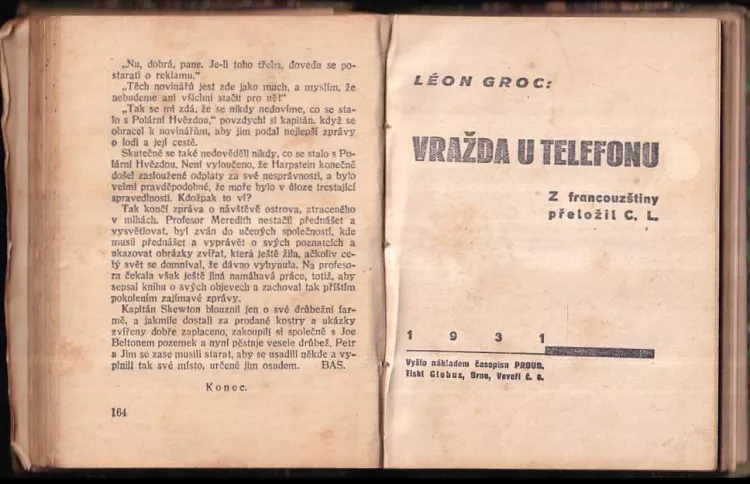 „Nu, dobrá, pane. Je-li toho třeba, dovedu se po-
starati o reklamu.“
„Těch novinářů jest zde jako much, a myslím, že
nebudeme ani všichni stačit pro ně!“
„Tak se mi zdá, že se nikdy nedovíme, co se sta-
lo s Polární Hvězdou,“ povzdychl si kapitán, když se
obracel k novinářům, aby jim podal nejlepší zprávy
o lodi a její cestě.
Skutečně se také nedověděli nikdy, co se stalo s Po-
lární Hvězdou. Není vyloučeno, že Harpstein konečně
došel zasloužené odplaty za své nesprávnosti, a bylo
velmi pravděpodobné, že moře bylo v úloze trestající
spravedlnosti. Kdožpak to ví?
Tak končí zpráva o návštěvě ostrova, ztraceného
v mlhách. Profesor Meredith nestačil přednášet a
vysvětlovat, byl zván do učených společností, kde
musil přednášet a vyprávět o svých poznatcích a
ukazovat obrázky zvířat, která ještě žila, ačkoliv ce-
lý svět se domníval, že dávno vyhynula. Na profeso-
ra čekala však ještě jiná namáhavá práce, totiž, aby
sepsal knihu o svých objevech a zachoval tak příštím
pokolením zajímavé zprávy.
Kapitán Skewton blouznil jen o své drůbežní far-
mě, a jakmile dostali za prodané kostry a ukázky
zvířeny dobře zaplaceno, zakoupili si společně s Joe
Beltonem pozemek a nyní pěstuje vesele drůbež. Petr
a Jim se zase musili starat, aby se usadili někde a vy-
plnili tak své místo, určené jim osudem. BAS.
Konec.
164
LÉON GROC:
VRAŽDA U TELEFONU
Z francouzštiny
přeložil C. L.
1931
Vyšlo nákladem časopisu PROUD.
Tiskl Globus, Brno, Veveří č. 8.